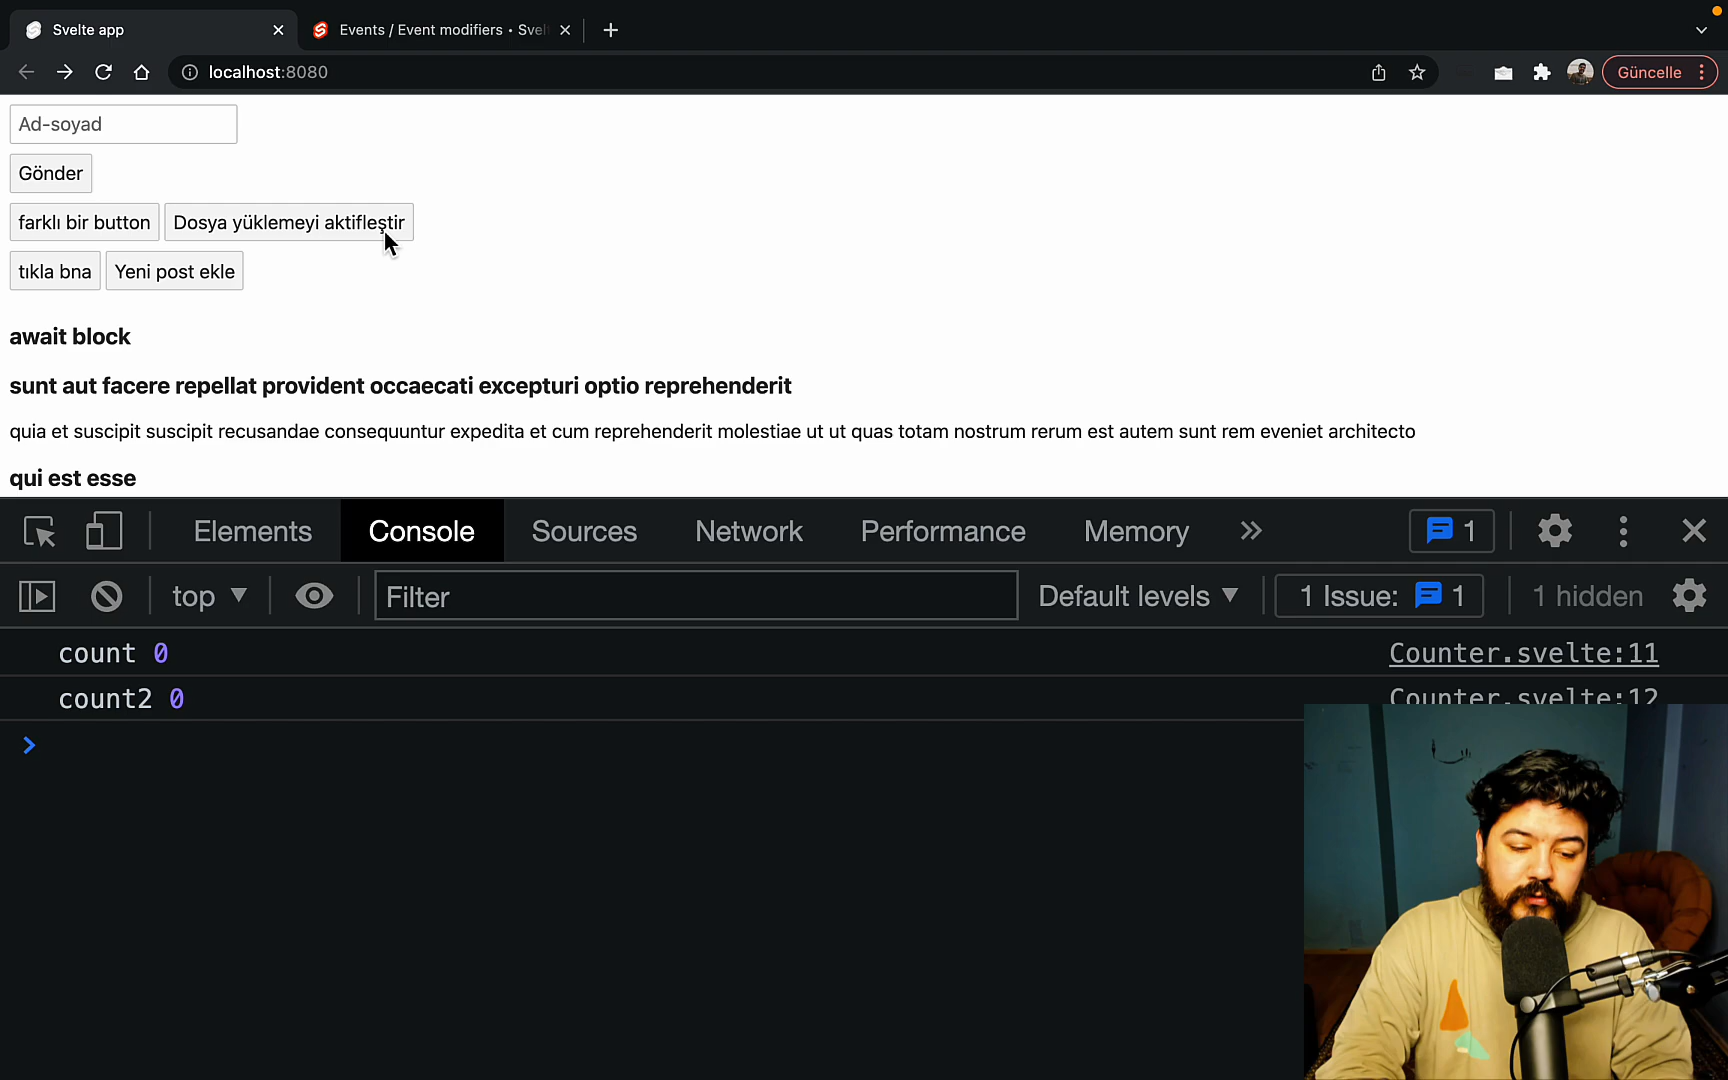 Svelte app
Events / Event modifiers • Svel
localhost:8080
Güncelle
Ad-soyad
Gönder
farklı bir button
Dosya yüklemeyi aktifleştir
tıkla bna
Yeni post ekle
await block
sunt aut facere repellat provident occaecati excepturi optio reprehenderit
quia et suscipit suscipit recusandae consequuntur expedita et cum reprehenderit molestiae ut ut quas totam nostrum rerum est autem sunt rem eveniet architecto
qui est esse
Elements Console Sources Network Performance Memory 1
top Filter Default levels 1 Issue: 1 1 hidden
count 0 Counter.svelte:11
count2 0 Counter.svelte:12